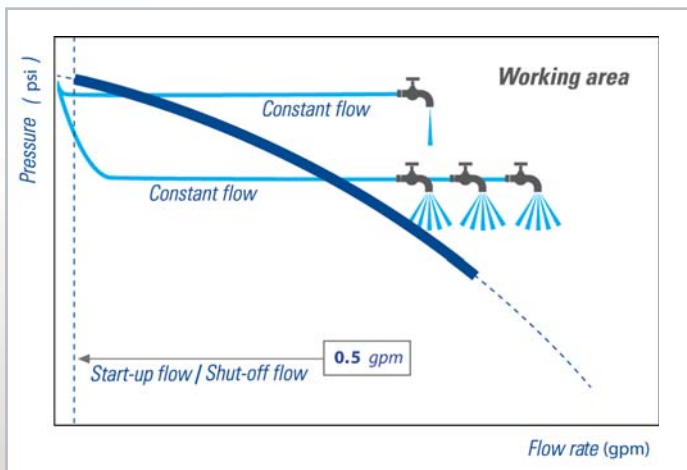 Working area
Constant flow
Constant flow
Pressure ( psi )
0.5 gpm
Start-up flow / Shut-off flow
Flow rate (gpm)